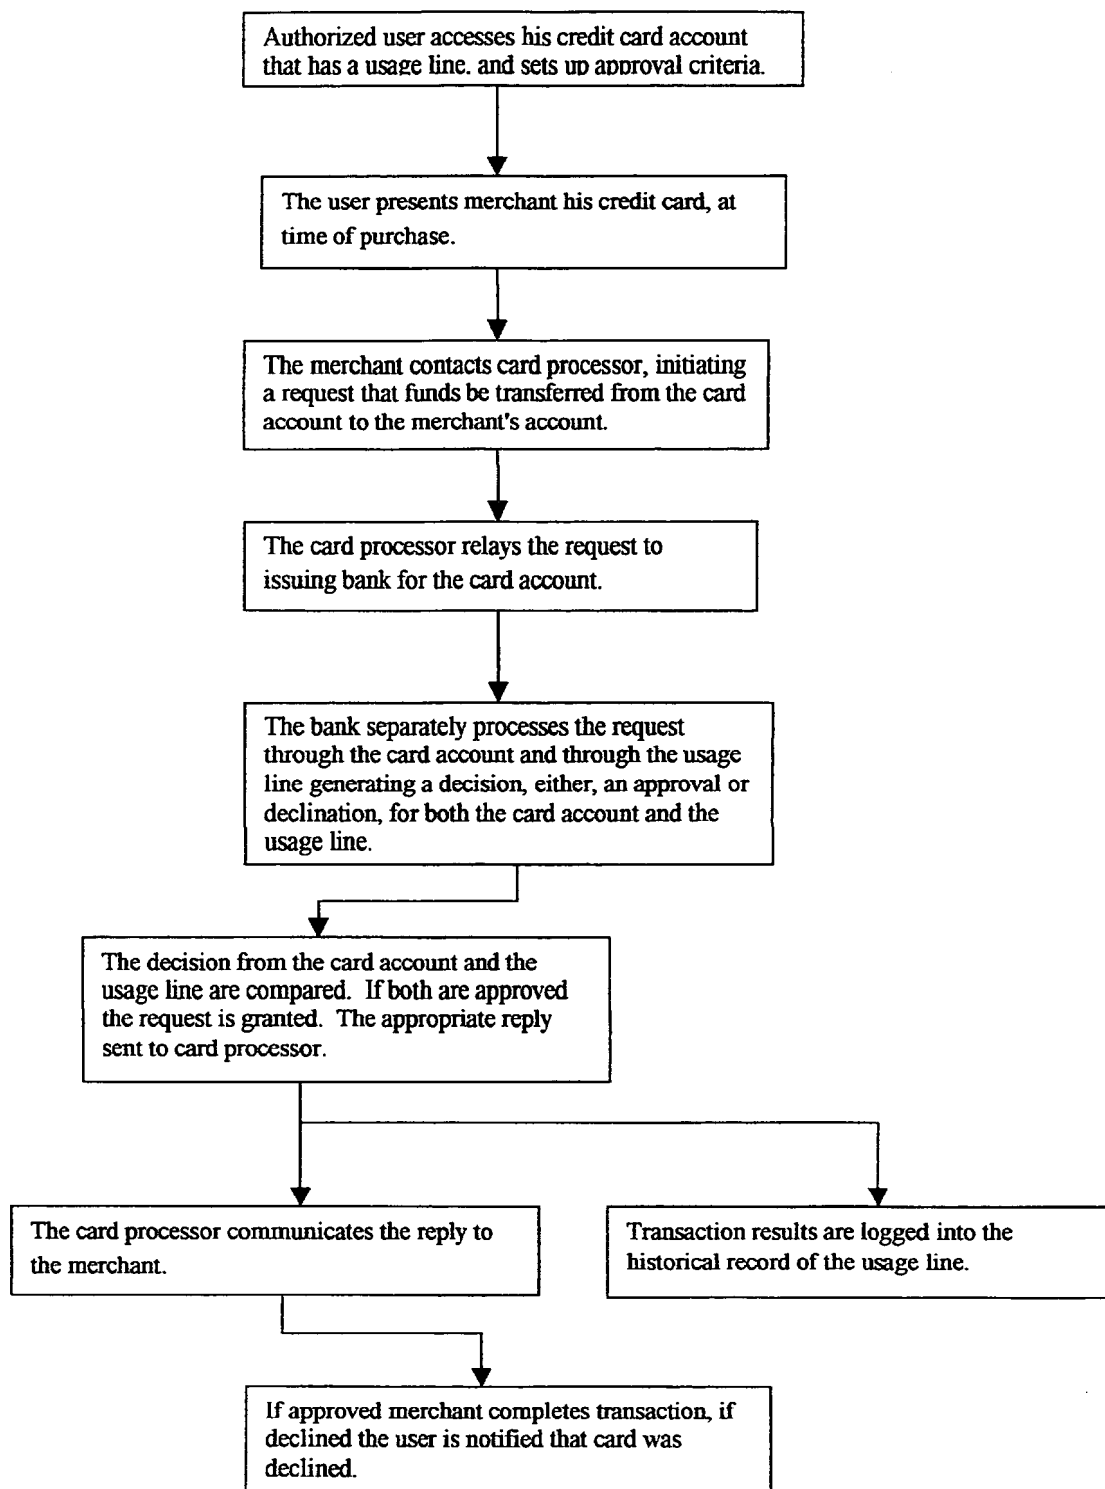 Authorized user accesses his credit card account
that has a usage line, and sets up approval criteria.
The user presents merchant his credit card, at
time of purchase.
The merchant contacts card processor, initiating
a request that funds be transferred from the card
account to the merchant's account.
The card processor relays the request to
issuing bank for the card account.
The bank separately processes the request
through the card account and through the usage
line generating a decision, either, an approval or
declination, for both the card account and the
usage line.
The decision from the card account and the
usage line are compared. If both are approved
the request is granted. The appropriate reply
sent to card processor.
The card processor communicates the reply to
the merchant.
Transaction results are logged into the
historical record of the usage line.
If approved merchant completes transaction, if
declined the user is notified that card was
declined.